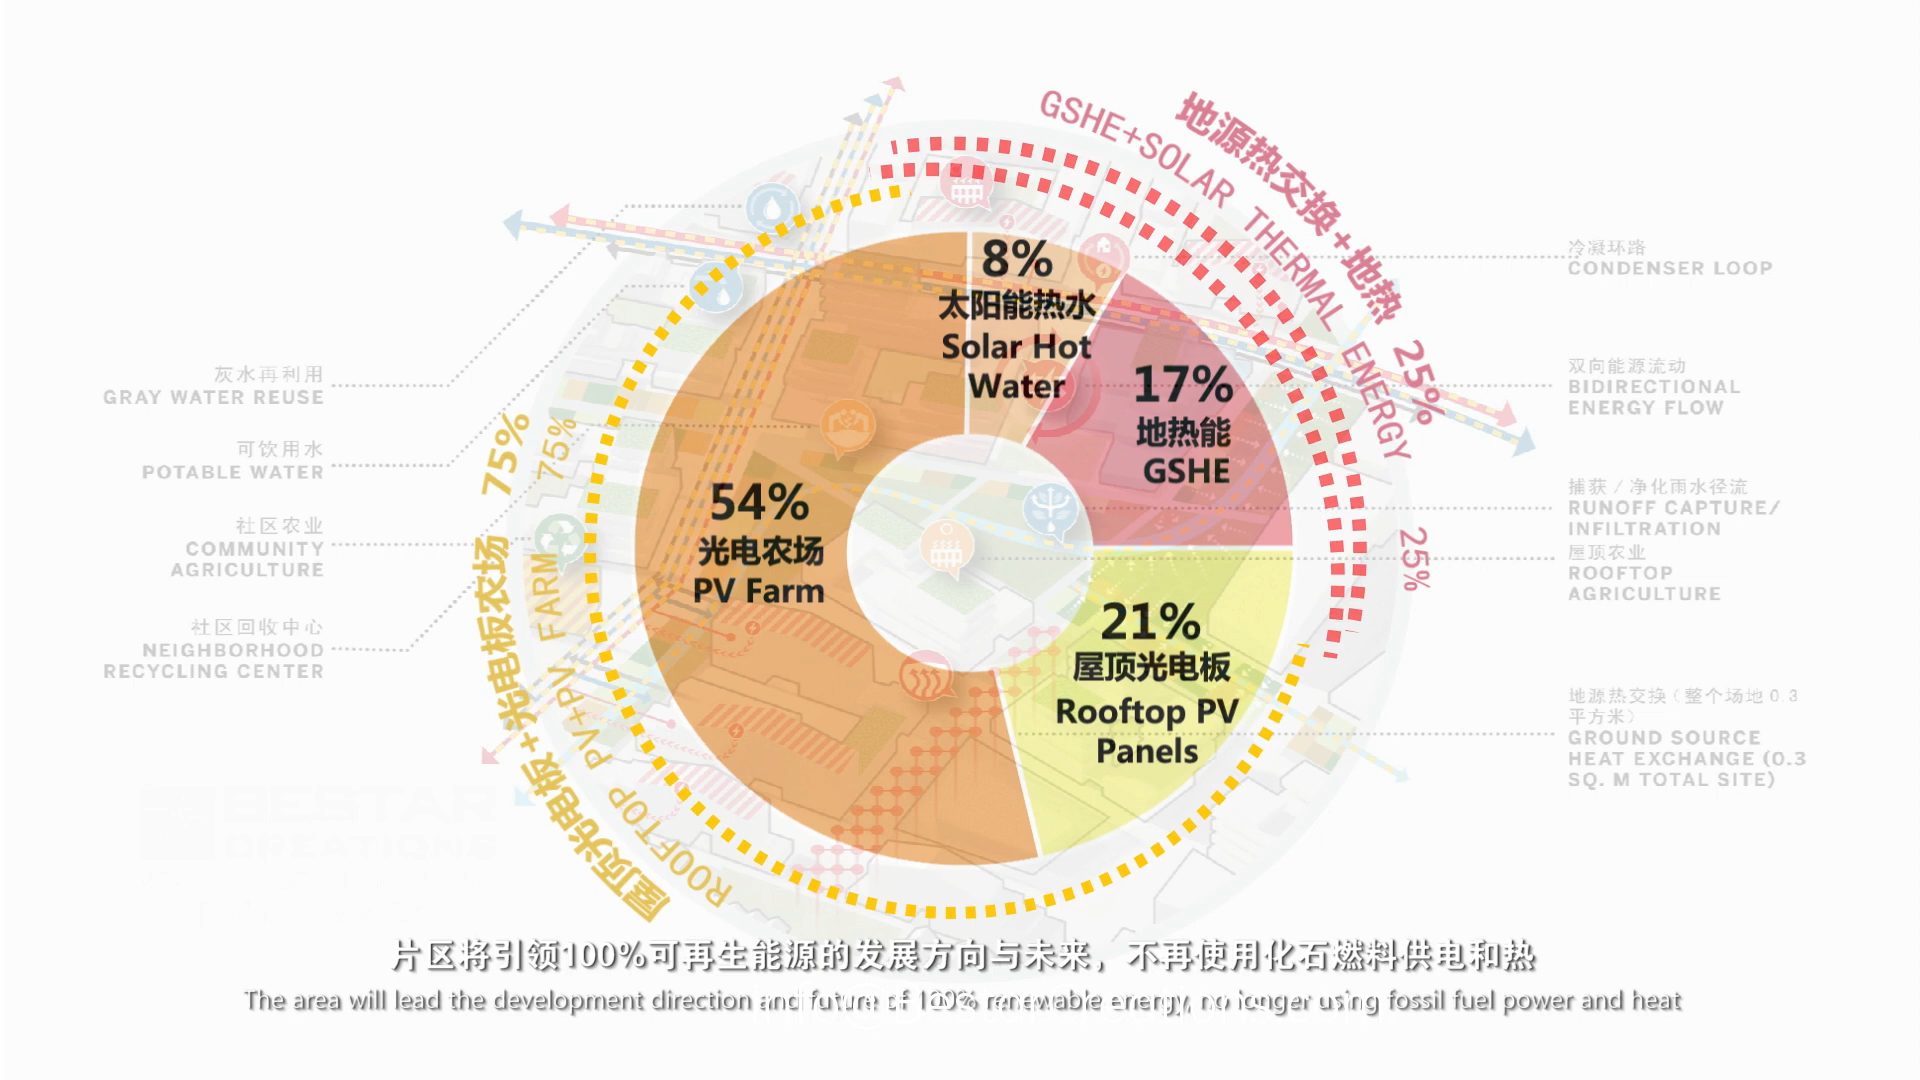 地源热交换+地热 25%
GSHE+SOLAR THERMAL ENERGY
25%
8%
太阳能热水
Solar Hot
Water
17%
地热能
GSHE
54%
光电农场
PV Farm
21%
屋顶光电板
Rooftop PV
Panels
屋顶光电板+光电板农场 75%
ROOFTOP PV+PV FARM
75%
灰水再利用
GRAY WATER REUSE
可饮用水
POTABLE WATER
社区农业
COMMUNITY
AGRICULTURE
社区回收中心
NEIGHBORHOOD
RECYCLING CENTER
冷凝环路
CONDENSER LOOP
双向能源流动
BIDIRECTIONAL
ENERGY FLOW
捕获 / 净化雨水径流
RUNOFF CAPTURE/
INFILTRATION
屋顶农业
ROOFTOP
AGRICULTURE
地源热交换（整个场地 0.3
平方米）
GROUND SOURCE
HEAT EXCHANGE (0.3
SQ. M TOTAL SITE)
BESTAR
CREATIONS
片区将引领100%可再生能源的发展方向与未来，不再使用化石燃料供电和热
The area will lead the development direction and future of 100% renewable energy, no longer using fossil fuel power and heat